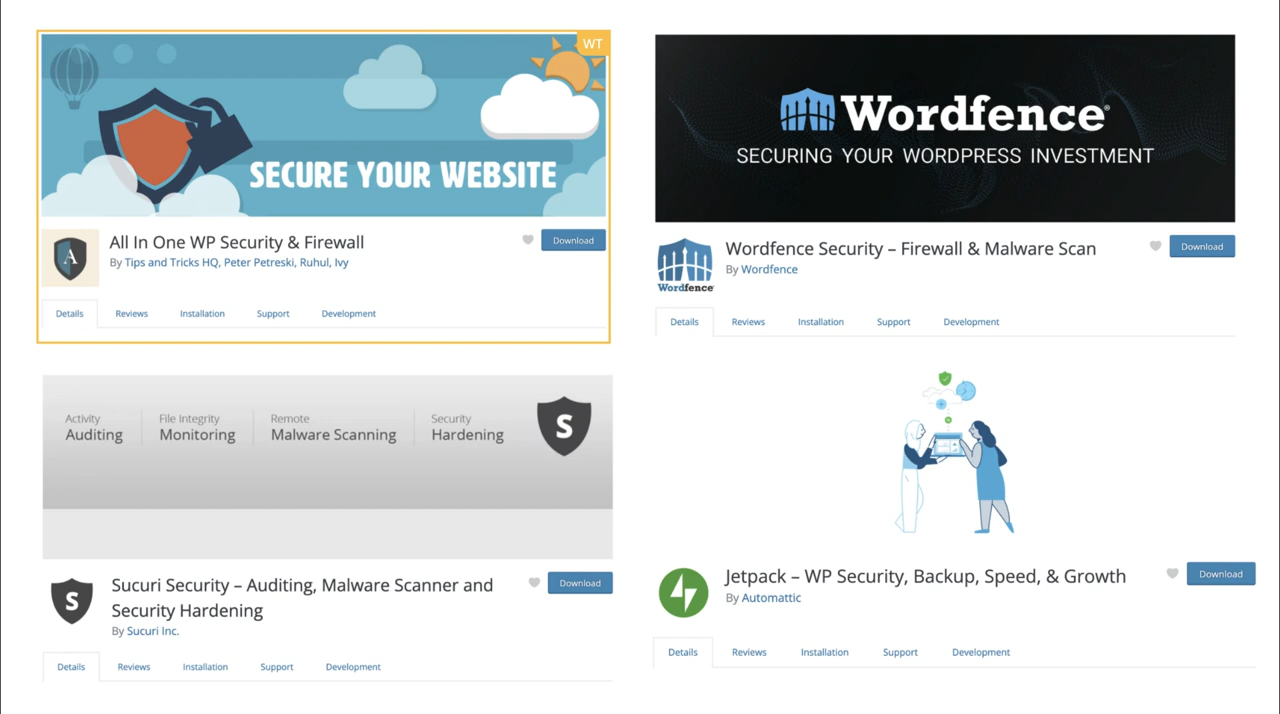 WT
SECURE YOUR WEBSITE
A
All In One WP Security & Firewall
Download
By Tips and Tricks HQ, Peter Petreski, Ruhul, Ivy
Details Reviews Installation Support Development
Wordfence®
SECURING YOUR WORDPRESS INVESTMENT
Wordfence Security – Firewall & Malware Scan
Download
By Wordfence
Wordfence
Details Reviews Installation Support Development
Activity
Auditing
File Integrity
Monitoring
Remote
Malware Scanning
Security
Hardening
S
S
Sucuri Security – Auditing, Malware Scanner and
Security Hardening
Download
By Sucuri Inc.
Details Reviews Installation Support Development
Jetpack – WP Security, Backup, Speed, & Growth
Download
By Automattic
Details Reviews Installation Support Development